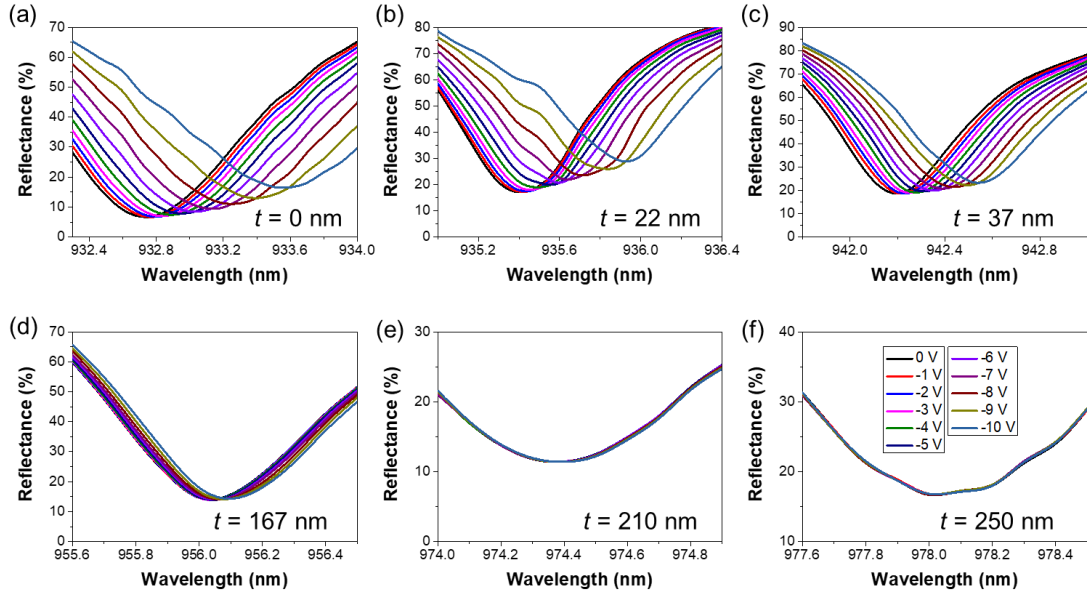 (a)
Reflectance (%)
70
60
50
40
30
20
10
0
t = 0 nm
932.4 932.8 933.2 933.6 934.0
Wavelength (nm)
(b)
Reflectance (%)
80
70
60
50
40
30
20
10
0
t = 22 nm
935.2 935.6 936.0 936.4
Wavelength (nm)
(c)
Reflectance (%)
90
80
70
60
50
40
30
20
10
0
t = 37 nm
942.0 942.4 942.8
Wavelength (nm)
(d)
Reflectance (%)
70
60
50
40
30
20
10
0
t = 167 nm
955.6 955.8 956.0 956.2 956.4
Wavelength (nm)
(e)
Reflectance (%)
30
20
10
0
t = 210 nm
974.0 974.2 974.4 974.6 974.8
Wavelength (nm)
(f)
Reflectance (%)
40
30
20
10
0 V
-1 V
-2 V
-3 V
-4 V
-5 V
-6 V
-7 V
-8 V
-9 V
-10 V
t = 250 nm
977.6 977.8 978.0 978.2 978.4
Wavelength (nm)